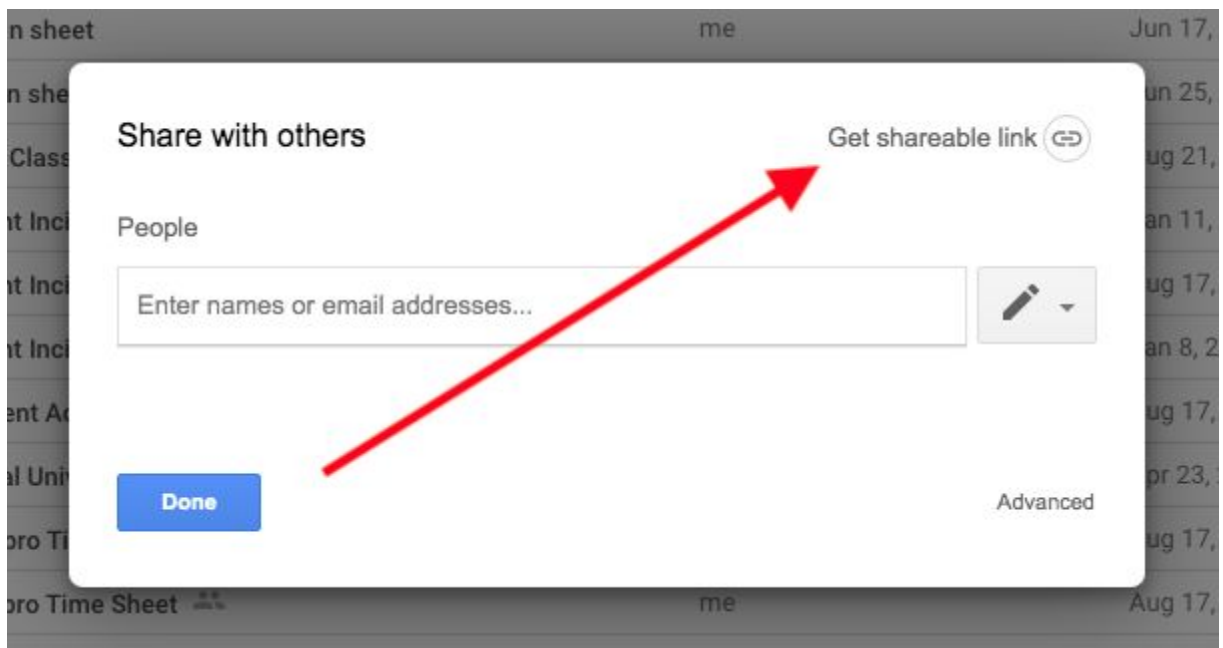 n sheet me Jun 17,
n she un 25,
Share with others Get shareable link
Class ug 21,
nt Inci an 11,
People
nt Inci ug 17,
Enter names or email addresses...
nt Inci an 8, 2
ent Ac ug 17,
al Univ pr 23,
Done Advanced
pro Ti ug 17,
pro Time Sheet me Aug 17,